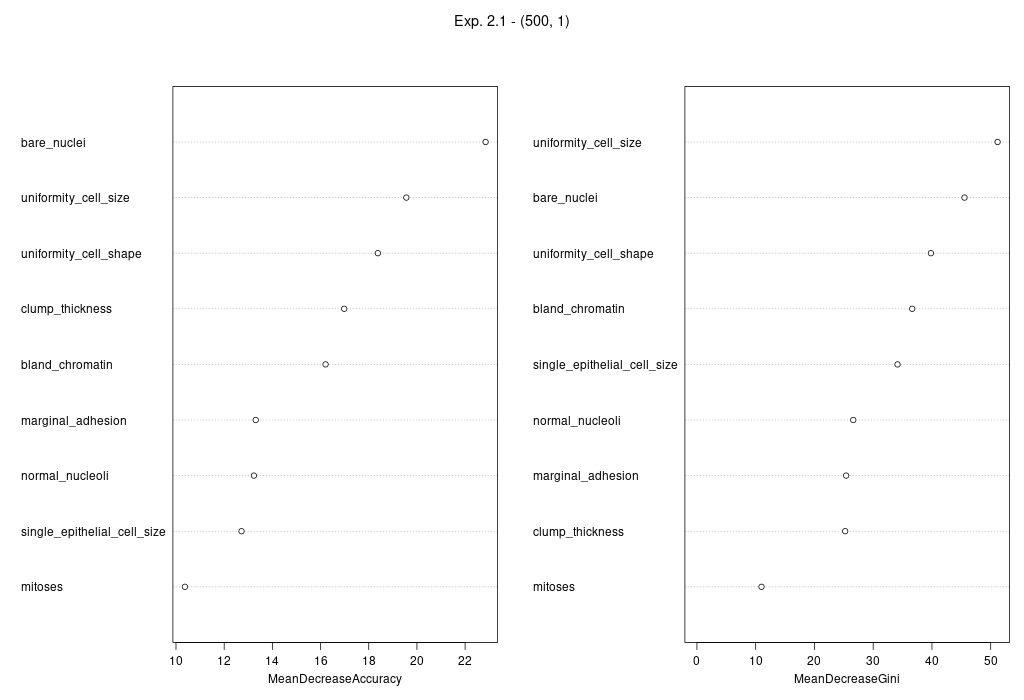 Exp. 2.1 - (500, 1)
bare_nuclei
uniformity_cell_size
uniformity_cell_shape
clump_thickness
bland_chromatin
marginal_adhesion
normal_nucleoli
single_epithelial_cell_size
mitoses
10 12 14 16 18 20 22
MeanDecreaseAccuracy
uniformity_cell_size
bare_nuclei
uniformity_cell_shape
bland_chromatin
single_epithelial_cell_size
normal_nucleoli
marginal_adhesion
clump_thickness
mitoses
0 10 20 30 40 50
MeanDecreaseGini